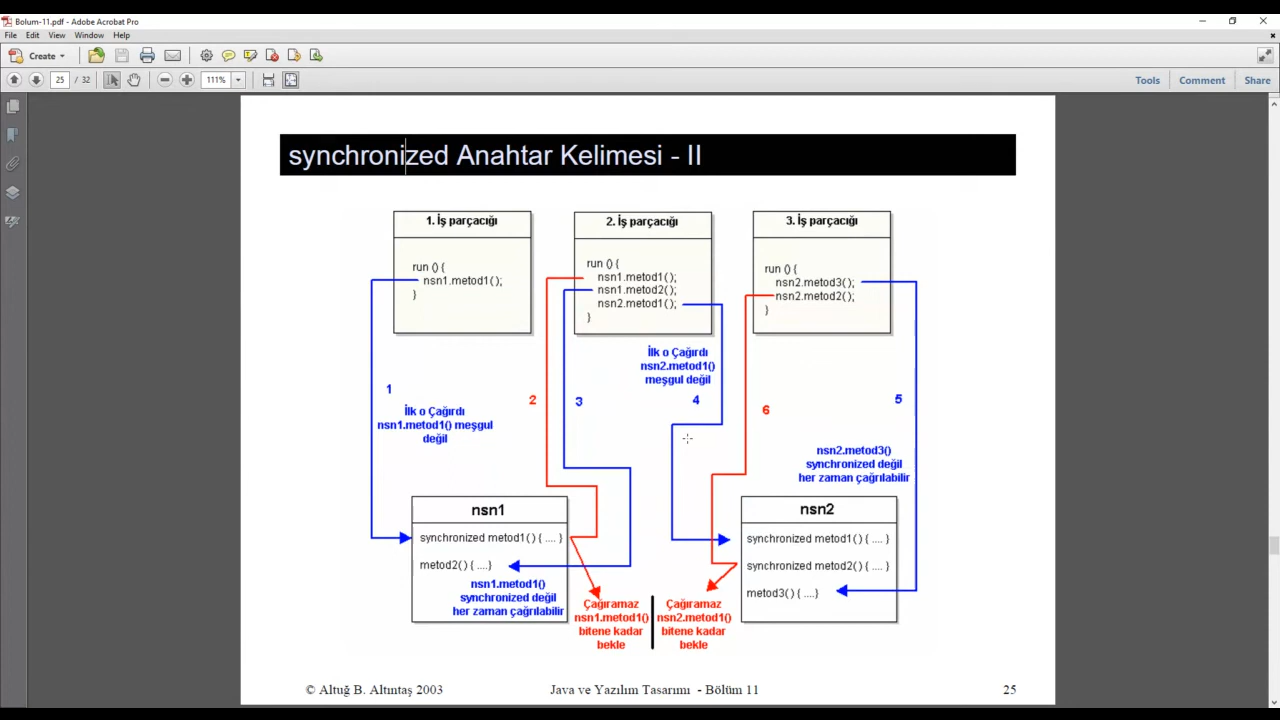 Bolum-11.pdf - Adobe Acrobat Pro
File Edit View Window Help
Create
25 / 32
111%
Tools Comment Share
synchronized Anahtar Kelimesi - II
1. İş parçacığı
run () {
nsn1.metod1();
}
2. İş parçacığı
run () {
nsn1.metod1();
nsn1.metod2();
nsn2.metod1();
}
3. İş parçacığı
run () {
nsn2.metod3();
nsn2.metod2();
}
1
İlk o Çağırdı
nsn1.metod1() meşgul
değil
2
3
İlk o Çağırdı
nsn2.metod1()
meşgul değil
4
6
5
nsn2.metod3()
synchronized değil
her zaman çağrılabilir
nsn1
synchronized metod1() { .... }
metod2() { ....}
nsn1.metod1()
synchronized değil
her zaman çağrılabilir
Çağıramaz
nsn1.metod1()
bitene kadar
bekle
Çağıramaz
nsn2.metod1()
bitene kadar
bekle
nsn2
synchronized metod1() { .... }
synchronized metod2() { .... }
metod3() { ....}
© Altuğ B. Altıntaş 2003
Java ve Yazılım Tasarımı - Bölüm 11
25